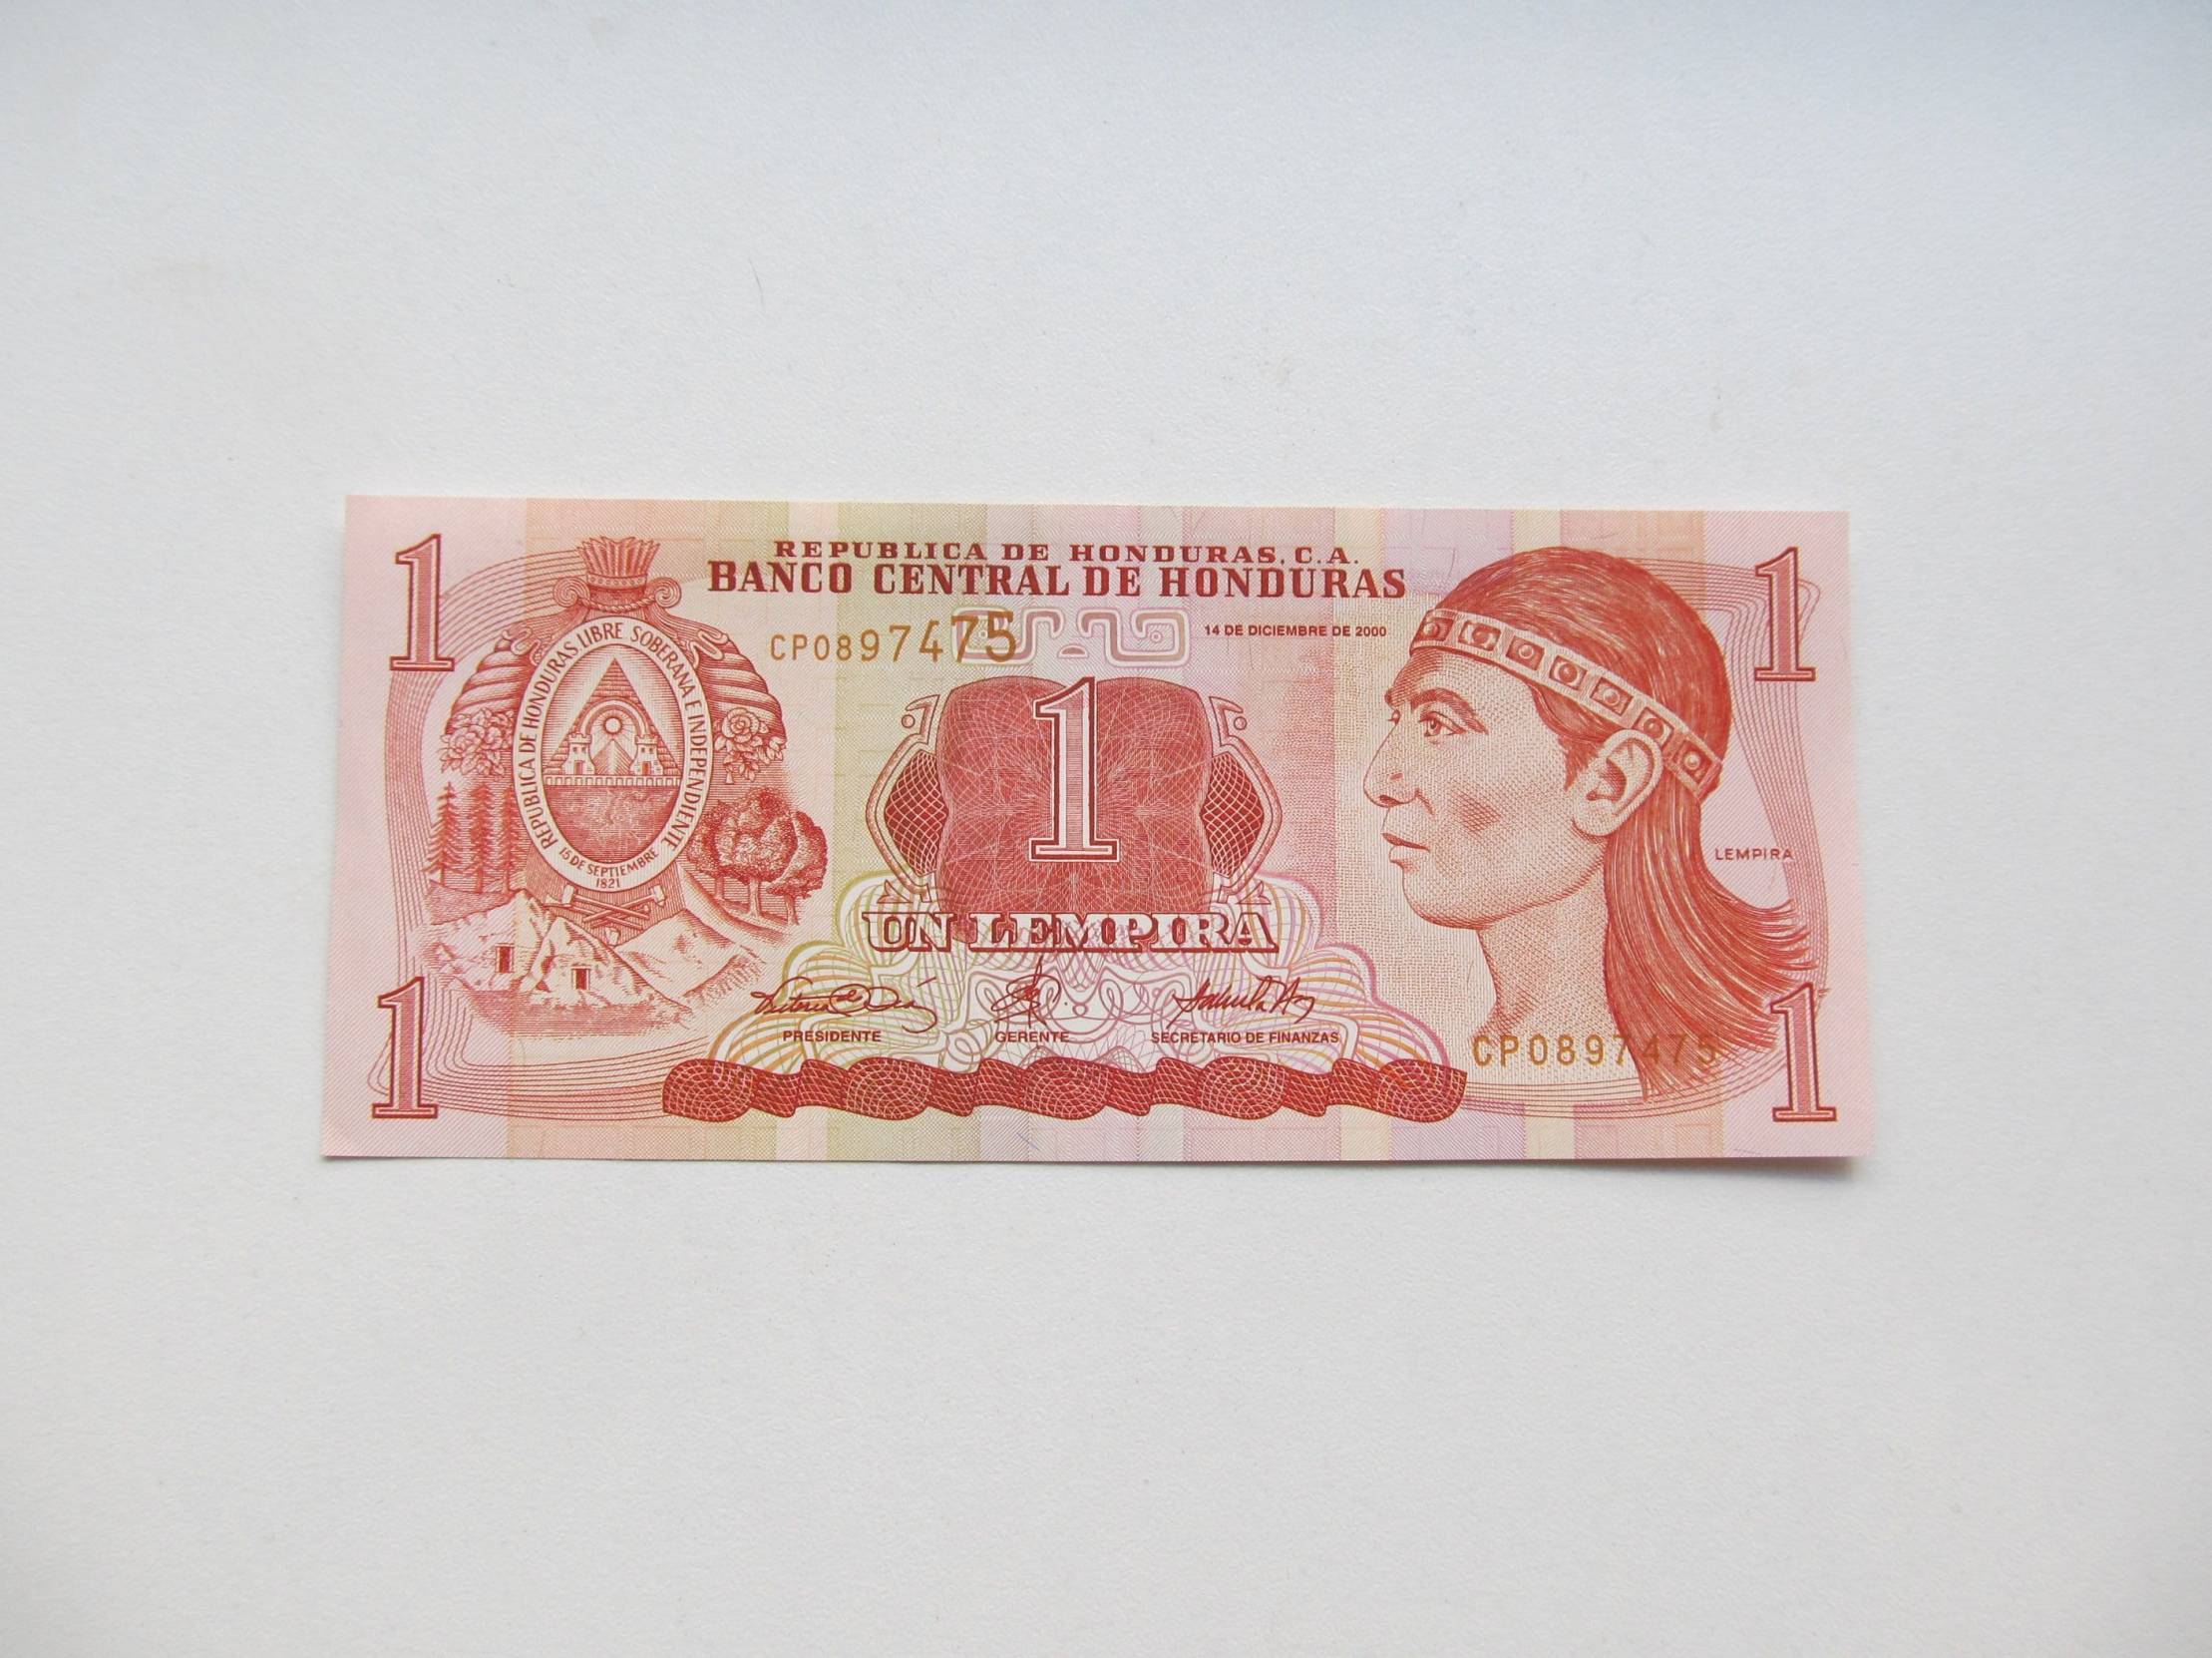 1
1
REPUBLICA DE HONDURAS, C.A.
BANCO CENTRAL DE HONDURAS
CP0897475
14 DE DICIEMBRE DE 2000
REPUBLICA DE HONDURAS, LIBRE SOBERANA E INDEPENDIENTE
15 DE SEPTIEMBRE
1821
1
LEMPIRA
UN LEMPIRA
PRESIDENTE
GERENTE
SECRETARIO DE FINANZAS
CP0897475
1
1